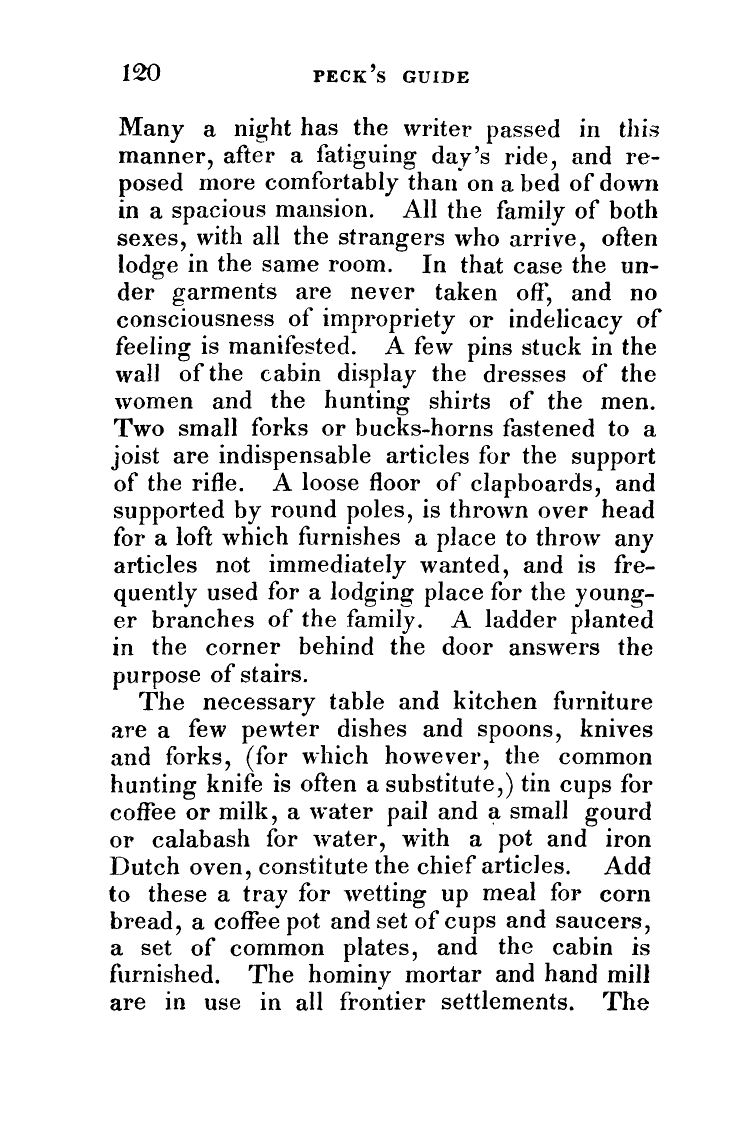 120 PECK'S GUIDE
Many a night has the writer passed in this
manner, after a fatiguing day's ride, and re-
posed more comfortably than on a bed of down
in a spacious mansion. All the family of both
sexes, with all the strangers who arrive, often
lodge in the same room. In that case the un-
der garments are never taken off, and no
consciousness of impropriety or indelicacy of
feeling is manifested. A few pins stuck in the
wall of the cabin display the dresses of the
women and the hunting shirts of the men.
Two small forks or bucks-horns fastened to a
joist are indispensable articles for the support
of the rifle. A loose floor of clapboards, and
supported by round poles, is thrown over head
for a loft which furnishes a place to throw any
articles not immediately wanted, and is fre-
quently used for a lodging place for the young-
er branches of the family. A ladder planted
in the corner behind the door answers the
purpose of stairs.
The necessary table and kitchen furniture
are a few pewter dishes and spoons, knives
and forks, (for which however, the common
hunting knife is often a substitute,) tin cups for
coffee or milk, a water pail and a small gourd
or calabash for water, with a pot and iron
Dutch oven, constitute the chief articles. Add
to these a tray for wetting up meal for corn
bread, a coffee pot and set of cups and saucers,
a set of common plates, and the cabin is
furnished. The hominy mortar and hand mill
are in use in all frontier settlements. The